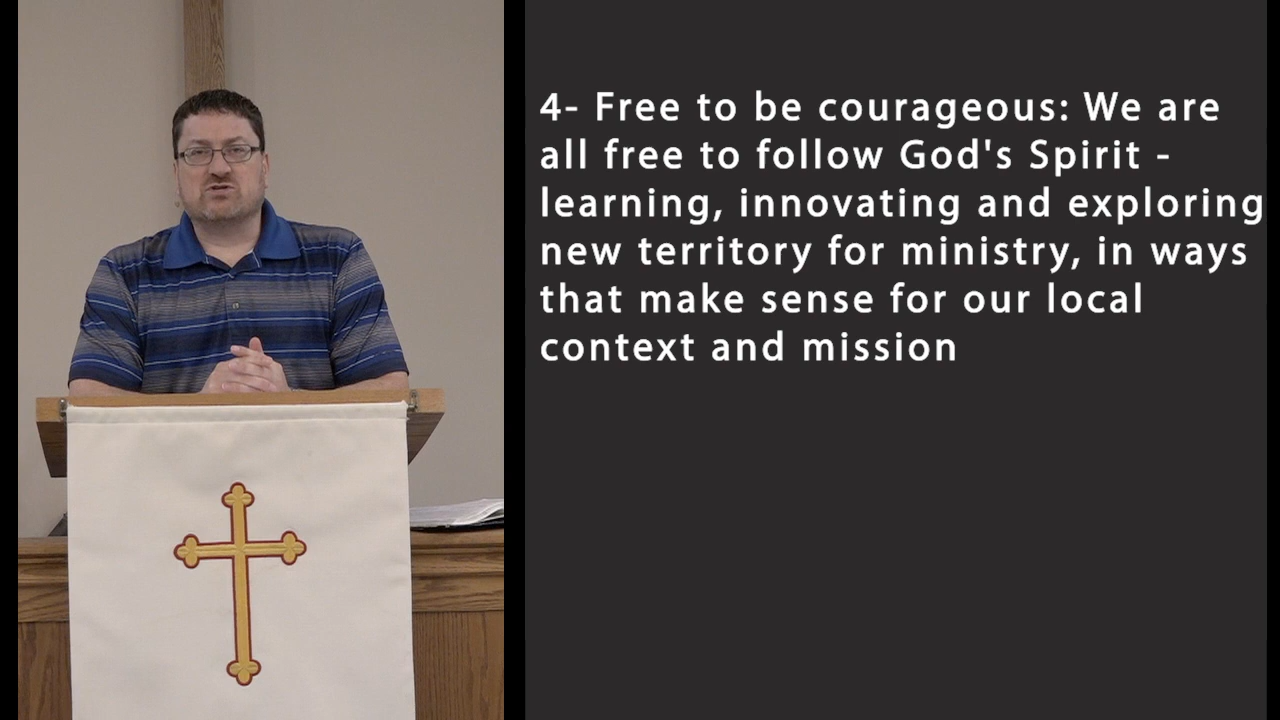 4- Free to be courageous: We are
all free to follow God's Spirit -
learning, innovating and exploring
new territory for ministry, in ways
that make sense for our local
context and mission